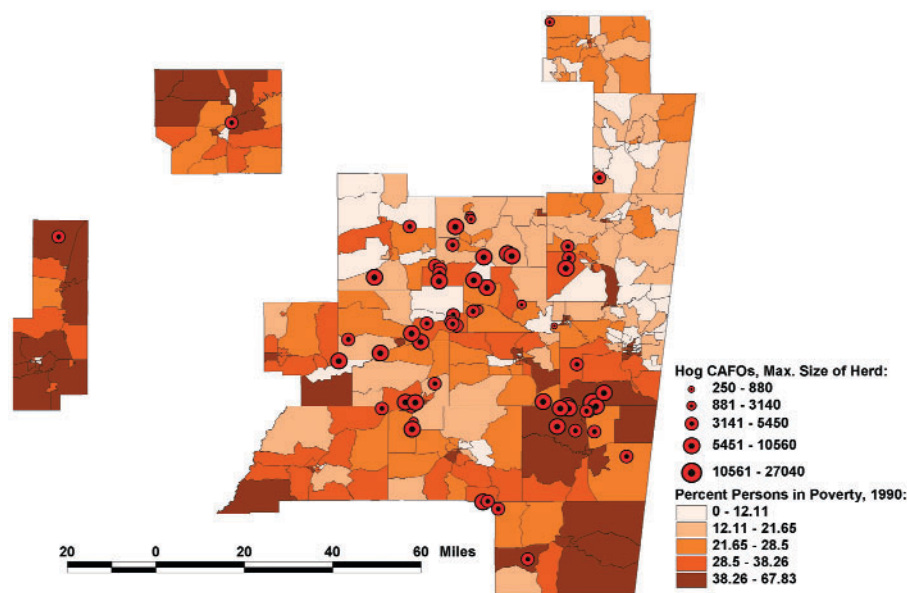 Hog CAFOs, Max. Size of Herd:
250 - 880
881 - 3140
3141 - 5450
5451 - 10560
10561 - 27040
Percent Persons in Poverty, 1990:
0 - 12.11
12.11 - 21.65
21.65 - 28.5
28.5 - 38.26
38.26 - 67.83
20 0 20 40 60 Miles